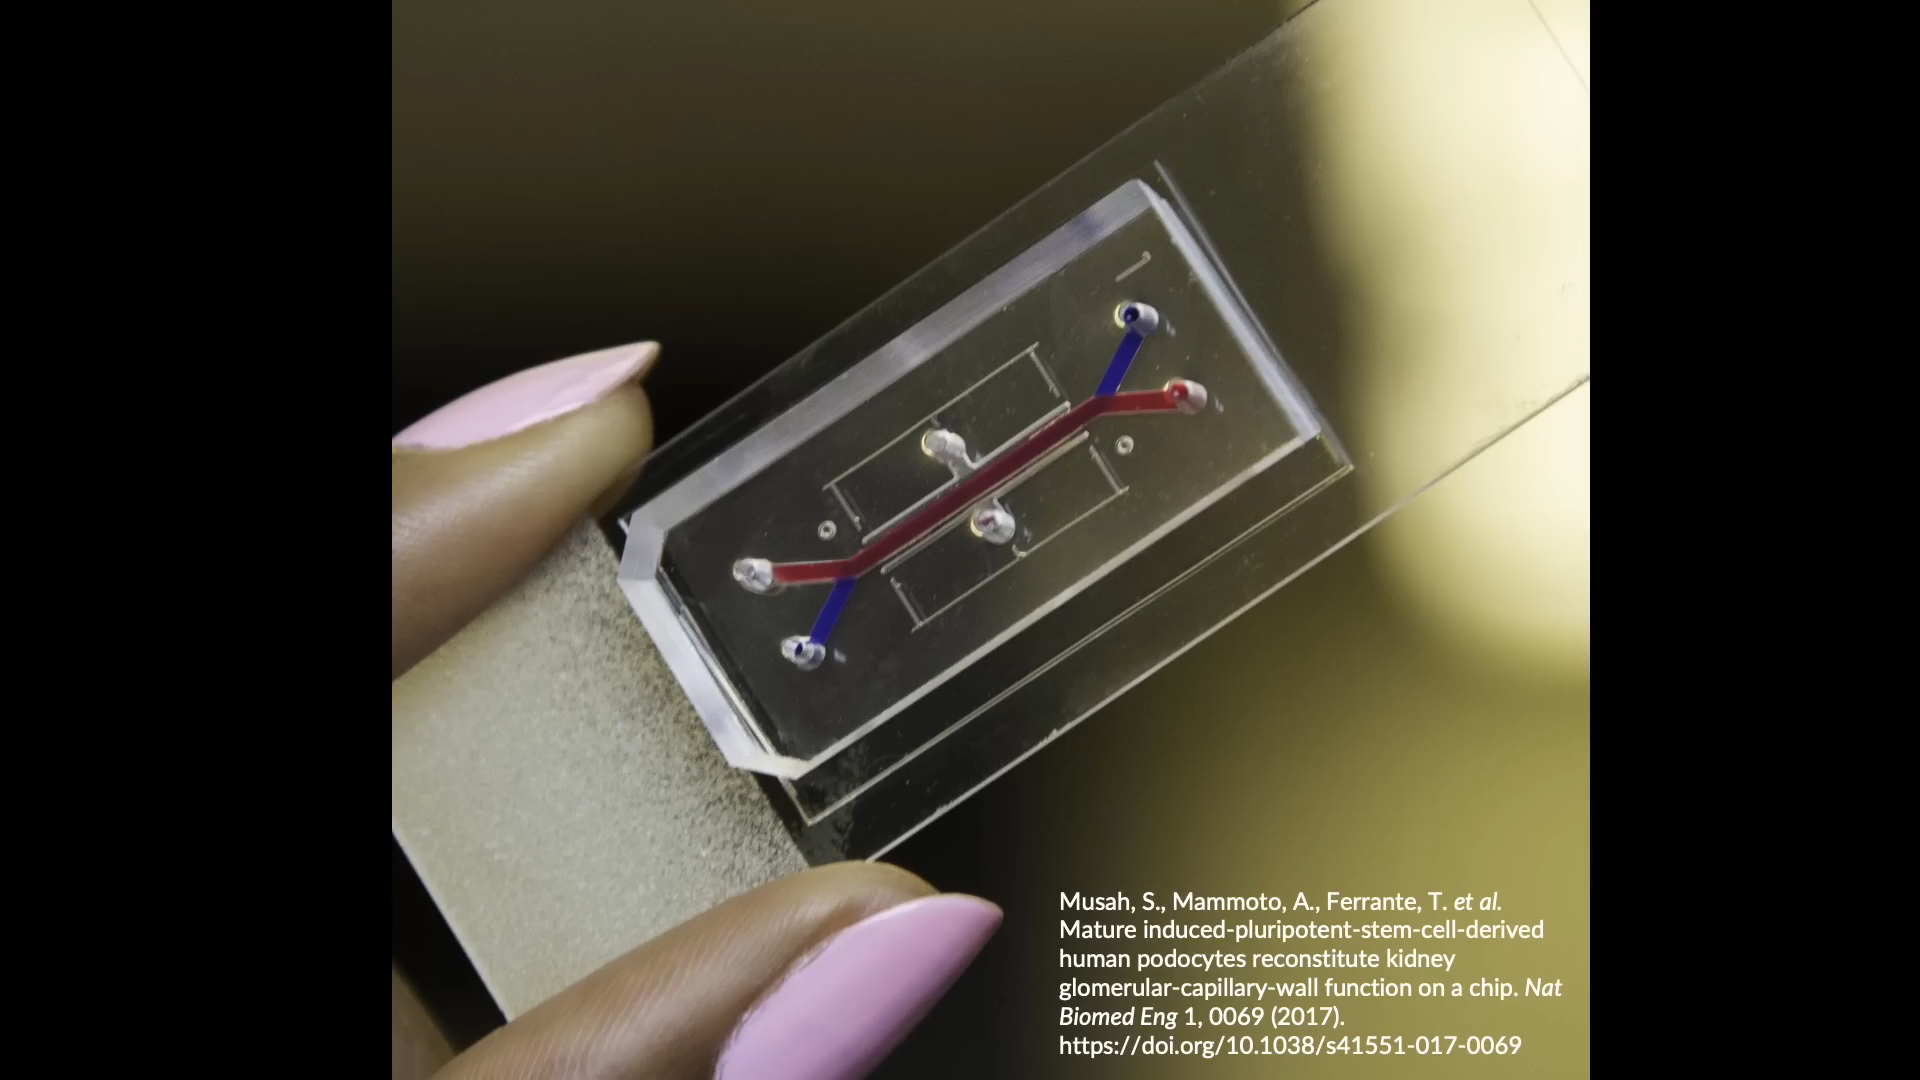 Musah, S., Mammoto, A., Ferrante, T. et al.
Mature induced-pluripotent-stem-cell-derived
human podocytes reconstitute kidney
glomerular-capillary-wall function on a chip. Nat
Biomed Eng 1, 0069 (2017).
https://doi.org/10.1038/s41551-017-0069